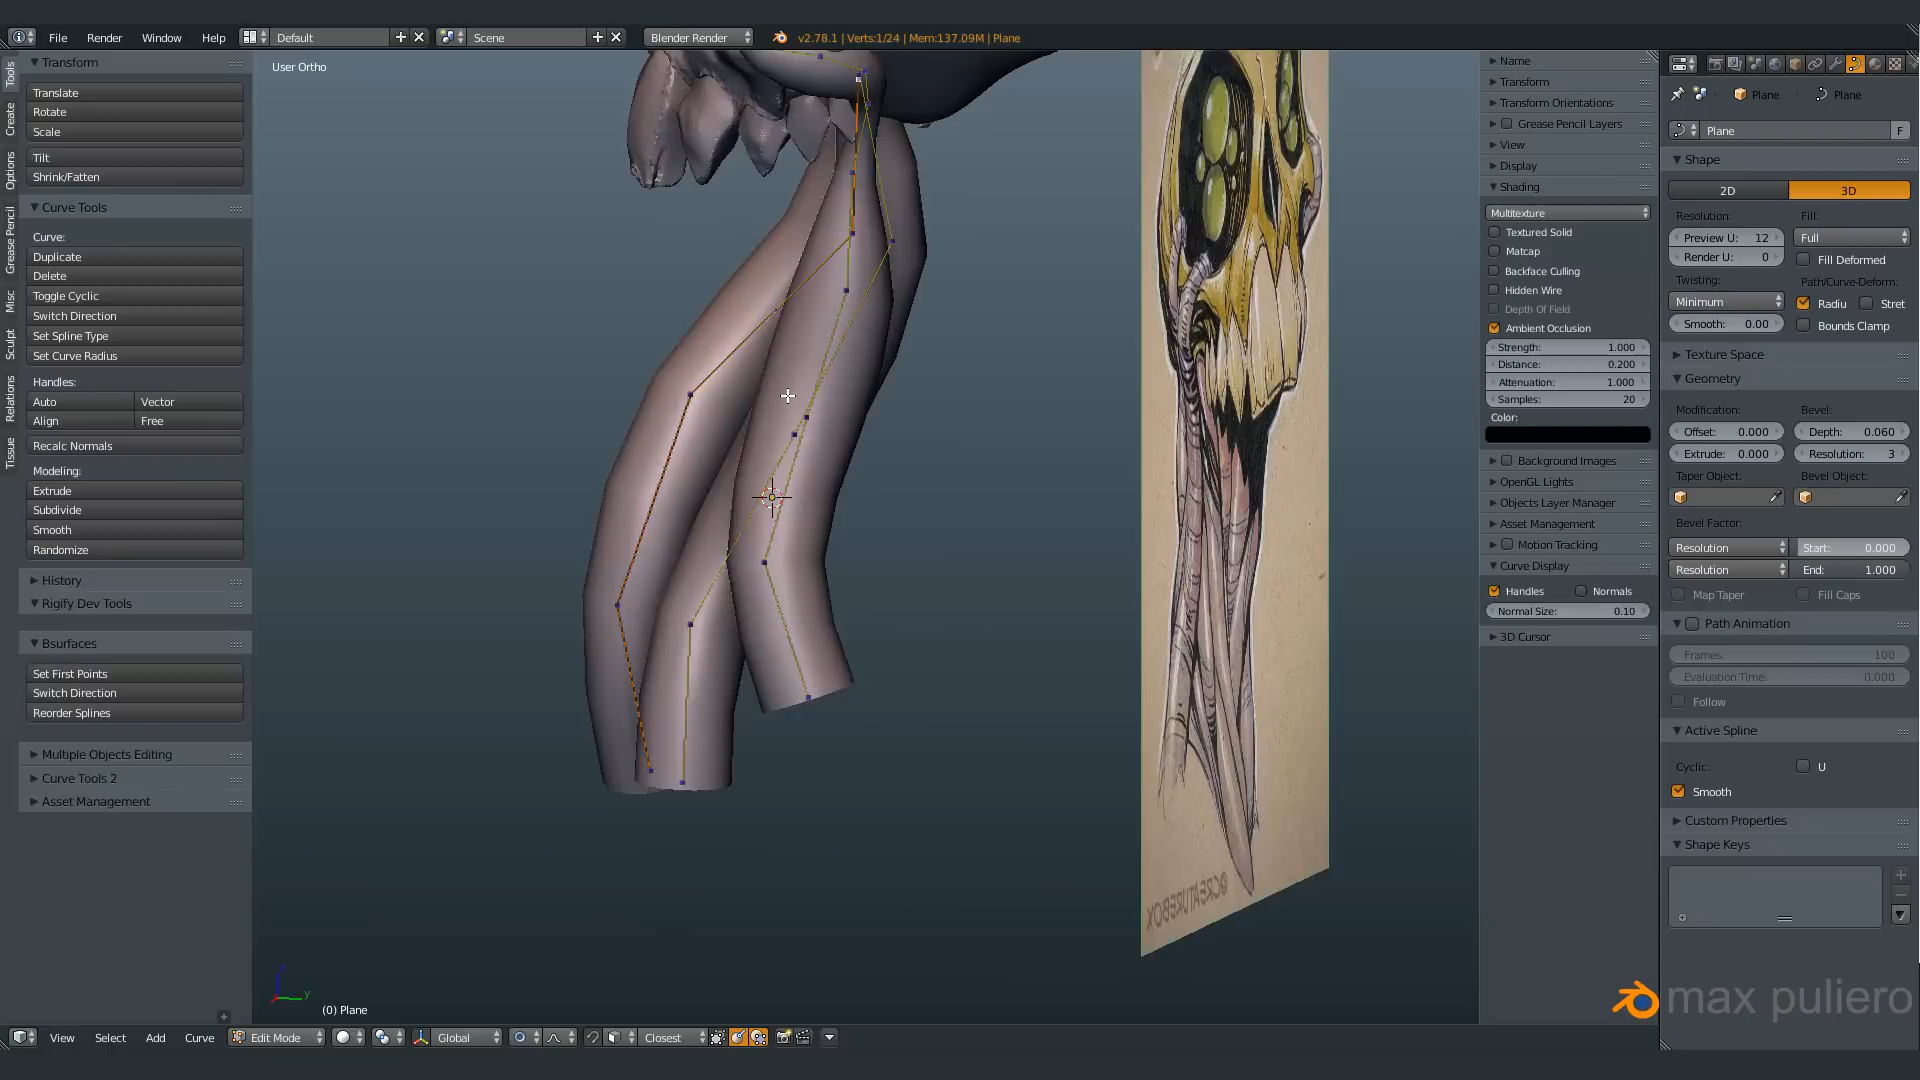 File
Render
Window
Help
Default
Scene
Blender Render
v2.78.1 | Verts:1/24 | Mem:137.09M | Plane
Tools
Create
Options
Grease Pencil
Misc
Sculpt
Relations
Tissue
Transform
Translate
Rotate
Scale
Tilt
Shrink/Fatten
Curve Tools
Curve:
Duplicate
Delete
Toggle Cyclic
Switch Direction
Set Spline Type
Set Curve Radius
Handles:
Auto
Vector
Align
Free
Recalc Normals
Modeling:
Extrude
Subdivide
Smooth
Randomize
History
Rigify Dev Tools
Bsurfaces
Set First Points
Switch Direction
Reorder Splines
Multiple Objects Editing
Curve Tools 2
Asset Management
User Ortho
y
(0) Plane
@CREATUREBOX
Name
Transform
Transform Orientations
Grease Pencil Layers
View
Display
Shading
Multitexture
Textured Solid
Matcap
Backface Culling
Hidden Wire
Depth Of Field
Ambient Occlusion
Strength: 1.000
Distance: 0.200
Attenuation: 1.000
Samples: 20
Color:
Background Images
OpenGL Lights
Objects Layer Manager
Asset Management
Motion Tracking
Curve Display
Handles
Normals
Normal Size: 0.10
3D Cursor
Plane
Plane
Plane
F
Shape
2D
3D
Resolution:
Fill:
Preview U: 12
Full
Render U: 0
Fill Deformed
Twisting:
Path/Curve-Deform:
Minimum
Radiu
Stret
Smooth: 0.00
Bounds Clamp
Texture Space
Geometry
Modification:
Bevel:
Offset: 0.000
Depth: 0.060
Extrude: 0.000
Resolution: 3
Taper Object:
Bevel Object:
Bevel Factor:
Resolution
Start: 0.000
Resolution
End: 1.000
Map Taper
Fill Caps
Path Animation
Frames: 100
Evaluation Time: 0.000
Follow
Active Spline
Cyclic:
U
Smooth
Custom Properties
Shape Keys
max puliero
View
Select
Add
Curve
Edit Mode
Global
Closest